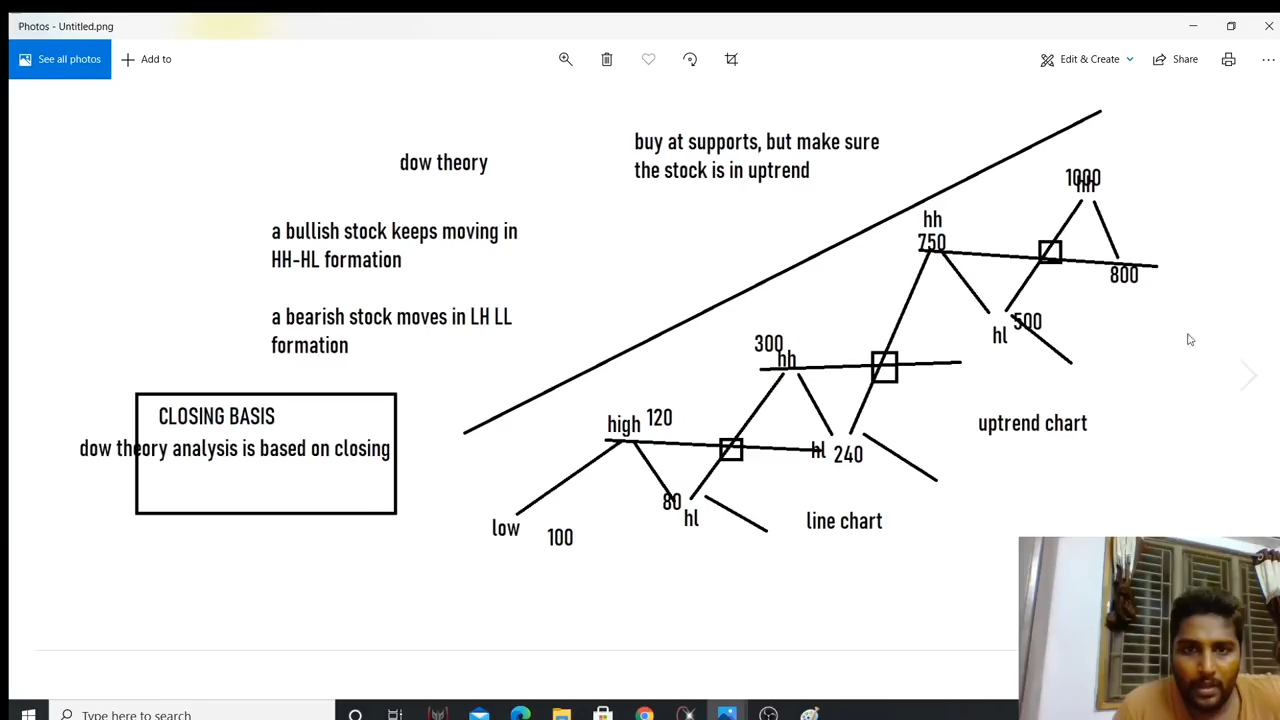 Photos - Untitled.png
See all photos
Add to
Edit & Create
Share
dow theory
buy at supports, but make sure
the stock is in uptrend
a bullish stock keeps moving in
HH-HL formation
a bearish stock moves in LH LL
formation
CLOSING BASIS
dow theory analysis is based on closing
1000
hh
hh
750
800
hl
500
300
hh
high
120
hl
240
80
hl
low
100
uptrend chart
line chart
Type here to search